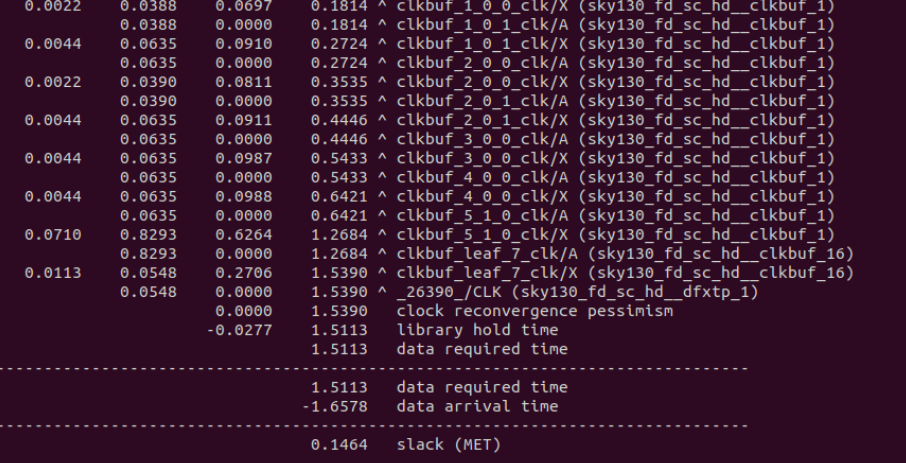 0.0022 0.0388 0.0697 0.1814 ^ clkbuf_1_0_0_clk/X (sky130_fd_sc_hd__clkbuf_1)
0.0388 0.0000 0.1814 ^ clkbuf_1_0_1_clk/A (sky130_fd_sc_hd__clkbuf_1)
0.0044 0.0635 0.0910 0.2724 ^ clkbuf_1_0_1_clk/X (sky130_fd_sc_hd__clkbuf_1)
0.0635 0.0000 0.2724 ^ clkbuf_2_0_0_clk/A (sky130_fd_sc_hd__clkbuf_1)
0.0022 0.0390 0.0811 0.3535 ^ clkbuf_2_0_0_clk/X (sky130_fd_sc_hd__clkbuf_1)
0.0390 0.0000 0.3535 ^ clkbuf_2_0_1_clk/A (sky130_fd_sc_hd__clkbuf_1)
0.0044 0.0635 0.0911 0.4446 ^ clkbuf_2_0_1_clk/X (sky130_fd_sc_hd__clkbuf_1)
0.0635 0.0000 0.4446 ^ clkbuf_3_0_0_clk/A (sky130_fd_sc_hd__clkbuf_1)
0.0044 0.0635 0.0987 0.5433 ^ clkbuf_3_0_0_clk/X (sky130_fd_sc_hd__clkbuf_1)
0.0635 0.0000 0.5433 ^ clkbuf_4_0_0_clk/A (sky130_fd_sc_hd__clkbuf_1)
0.0044 0.0635 0.0988 0.6421 ^ clkbuf_4_0_0_clk/X (sky130_fd_sc_hd__clkbuf_1)
0.0635 0.0000 0.6421 ^ clkbuf_5_1_0_clk/A (sky130_fd_sc_hd__clkbuf_1)
0.0710 0.8293 0.6264 1.2684 ^ clkbuf_5_1_0_clk/X (sky130_fd_sc_hd__clkbuf_1)
0.8293 0.0000 1.2684 ^ clkbuf_leaf_7_clk/A (sky130_fd_sc_hd__clkbuf_16)
0.0113 0.0548 0.2706 1.5390 ^ clkbuf_leaf_7_clk/X (sky130_fd_sc_hd__clkbuf_16)
0.0548 0.0000 1.5390 ^ _26390_/CLK (sky130_fd_sc_hd__dfxtp_1)
0.0000 1.5390 clock reconvergence pessimism
-0.0277 1.5113 library hold time
1.5113 data required time
-----------------------------------------------------------------------------
1.5113 data required time
-1.6578 data arrival time
-----------------------------------------------------------------------------
0.1464 slack (MET)